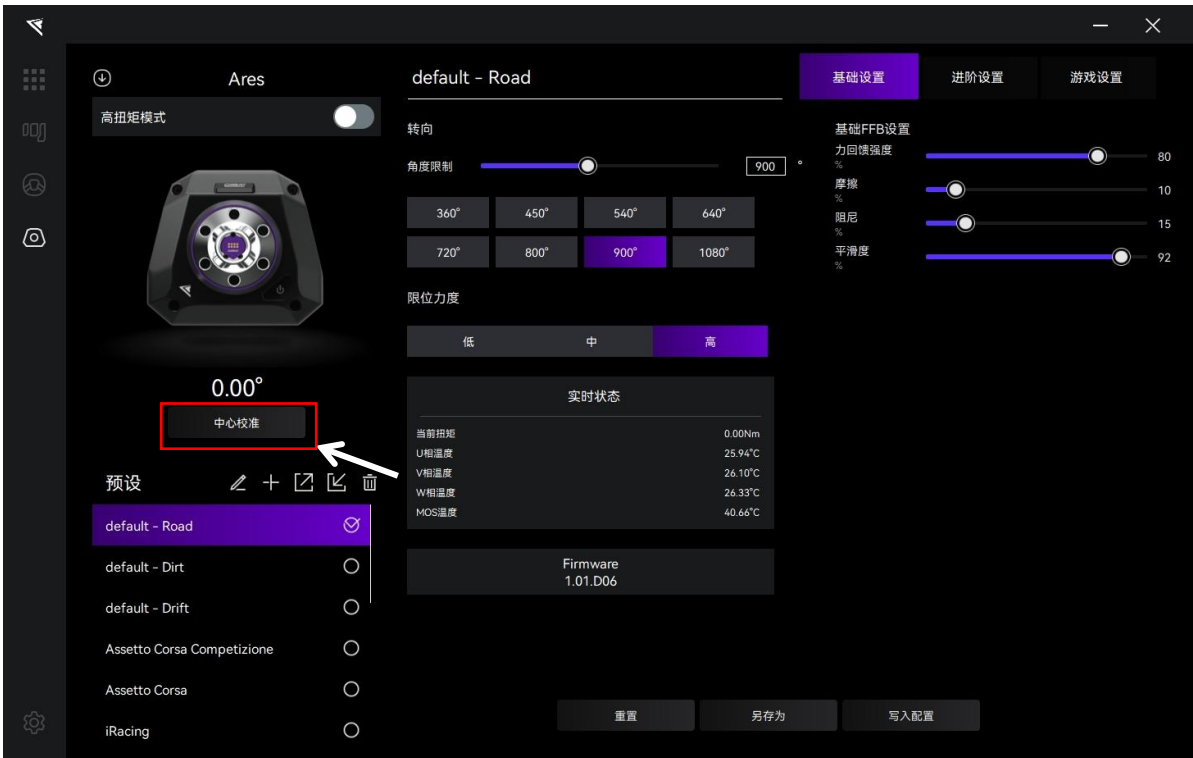 Ares
高扭矩模式
0.00°
中心校准
预设
default - Road
default - Dirt
default - Drift
Assetto Corsa Competizione
Assetto Corsa
iRacing
default - Road
转向
角度限制 900 °
360° 450° 540° 640°
720° 800° 900° 1080°
限位力度
低 中 高
实时状态
当前扭矩 0.00Nm
U相温度 25.94℃
V相温度 26.10℃
W相温度 26.33℃
MOS温度 40.66℃
Firmware
1.01.D06
基础设置 进阶设置 游戏设置
基础FFB设置
力回馈强度 80
%
摩擦 10
%
阻尼 15
%
平滑度 92
%
重置 另存为 写入配置